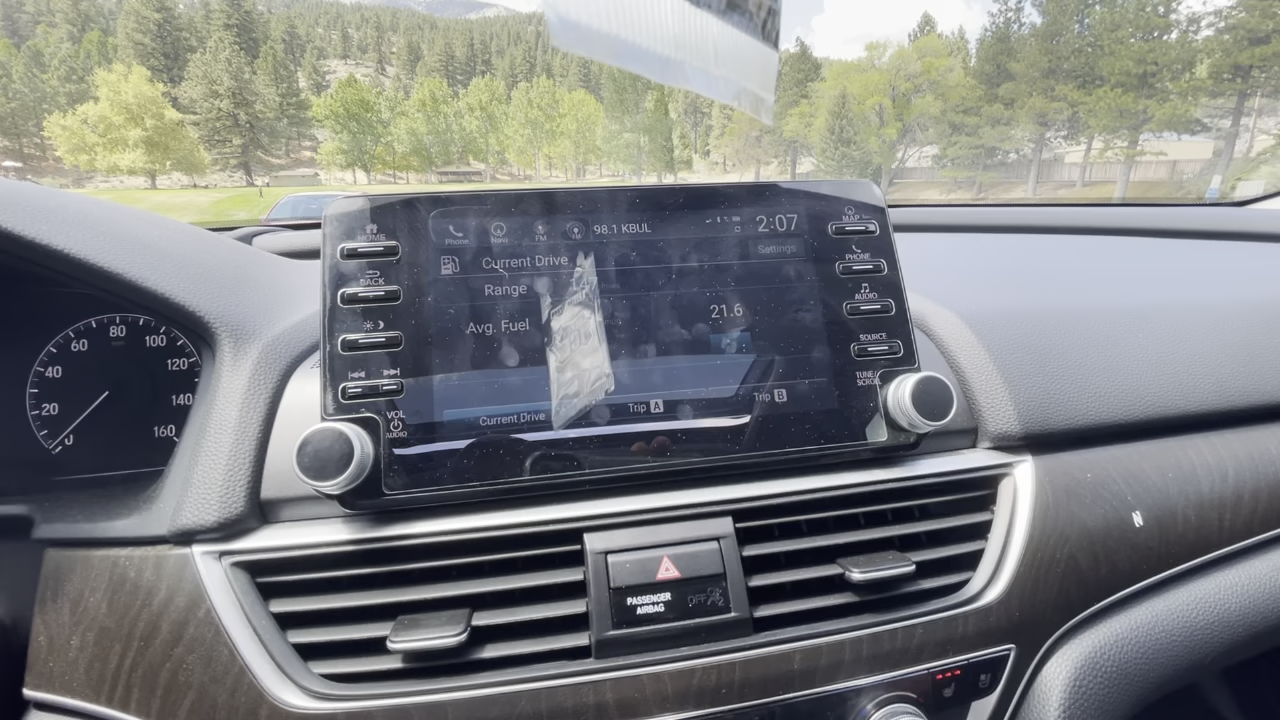 HOME
BACK
VOL
AUDIO
Phone
Navi
FM
98.1 KBUL
2:07
Settings
Current Drive
Range
Avg. Fuel
21.6
Current Drive
Trip A
Trip B
MAP
PHONE
AUDIO
SOURCE
TUNE/
SCROLL
20
40
60
80
100
120
140
160
PASSENGER
AIRBAG
OFF
N